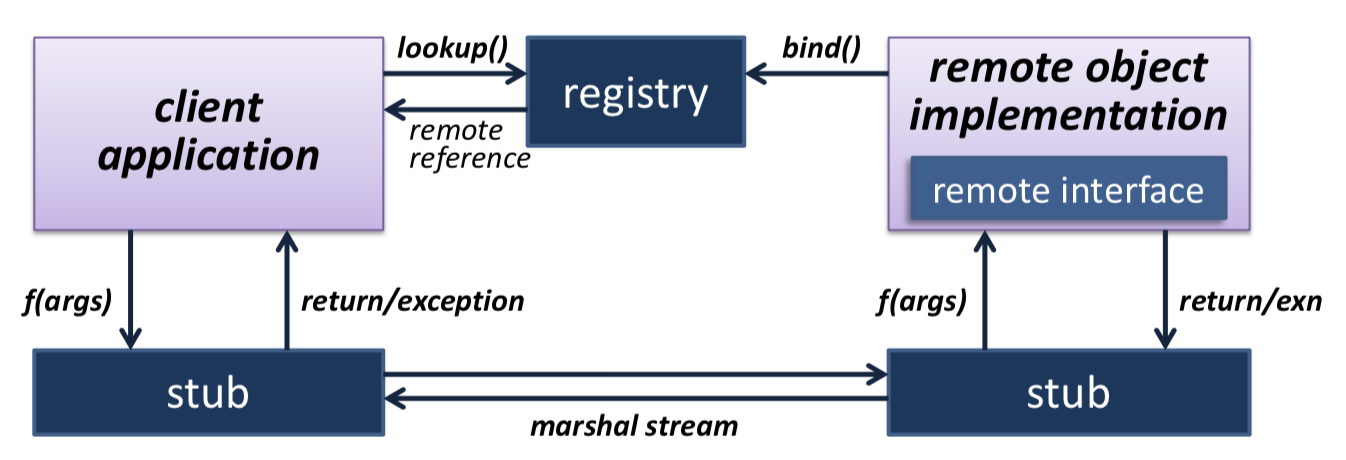 lookup()
bind()
client
application
registry
remote object
implementation
remote
reference
remote interface
f(args)
return/exception
f(args)
return/exn
stub
stub
marshal stream